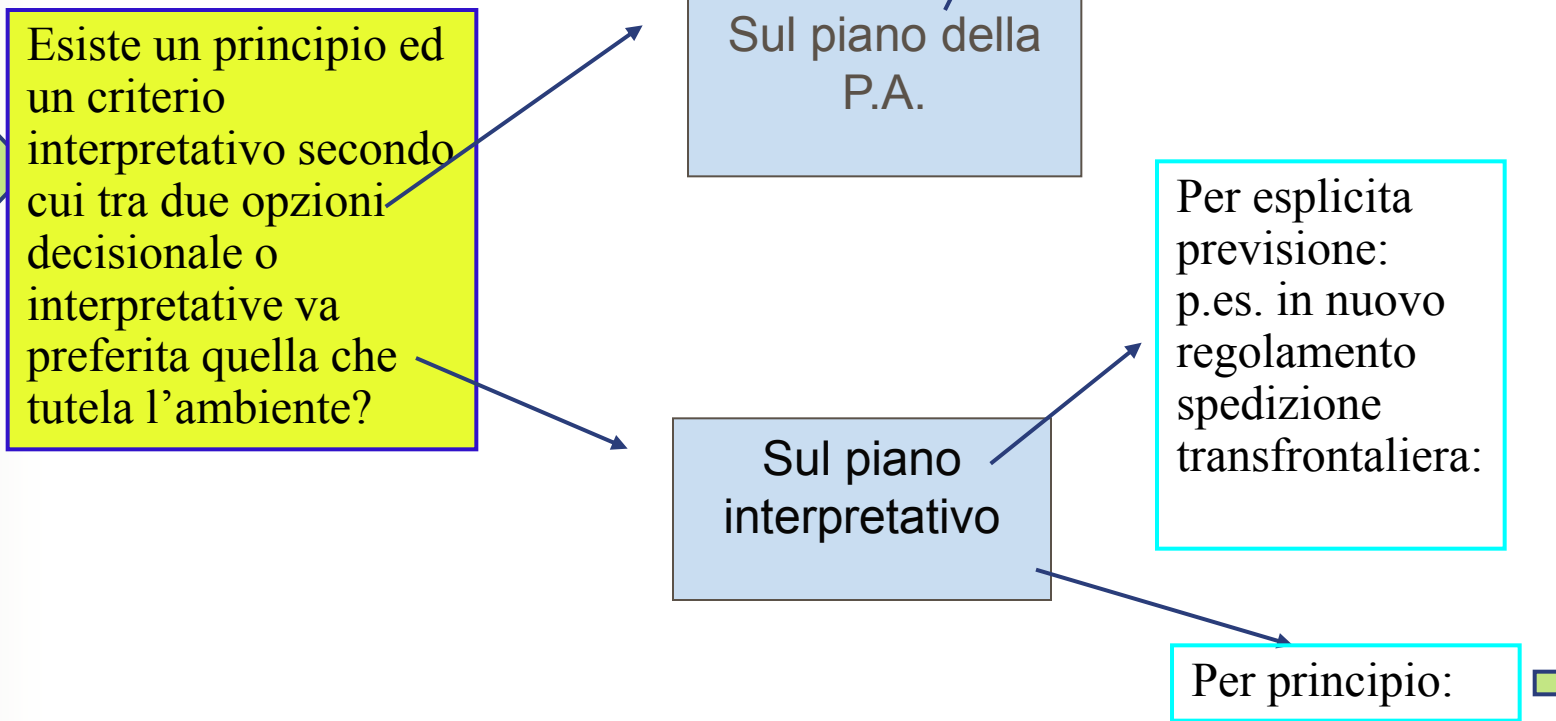 Esiste un principio ed
un criterio
interpretativo secondo
cui tra due opzioni
decisionale o
interpretative va
preferita quella che
tutela l’ambiente?
Sul piano della
P.A.
Sul piano
interpretativo
Per esplicita
previsione:
p.es. in nuovo
regolamento
spedizione
transfrontaliera:
Per principio: